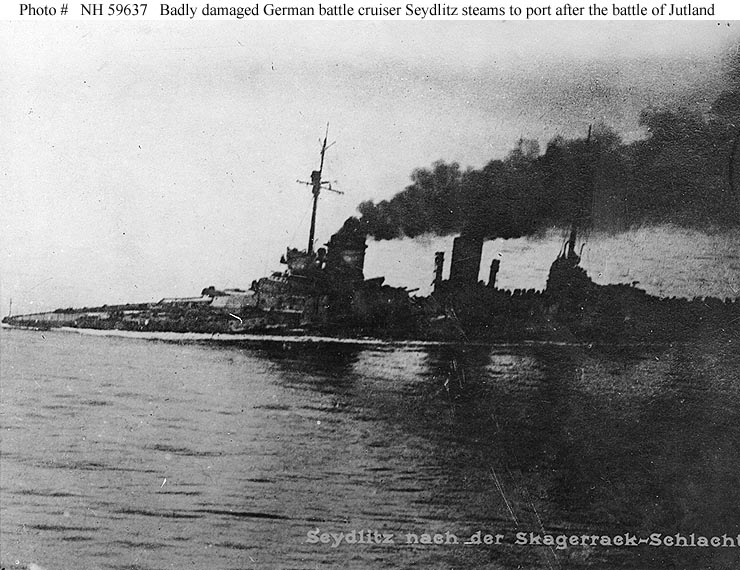 Photo # NH 59637 Badly damaged German battle cruiser Seydlitz steams to port after the battle of Jutland
Seydlitz nach der Skagerrack-Schlacht